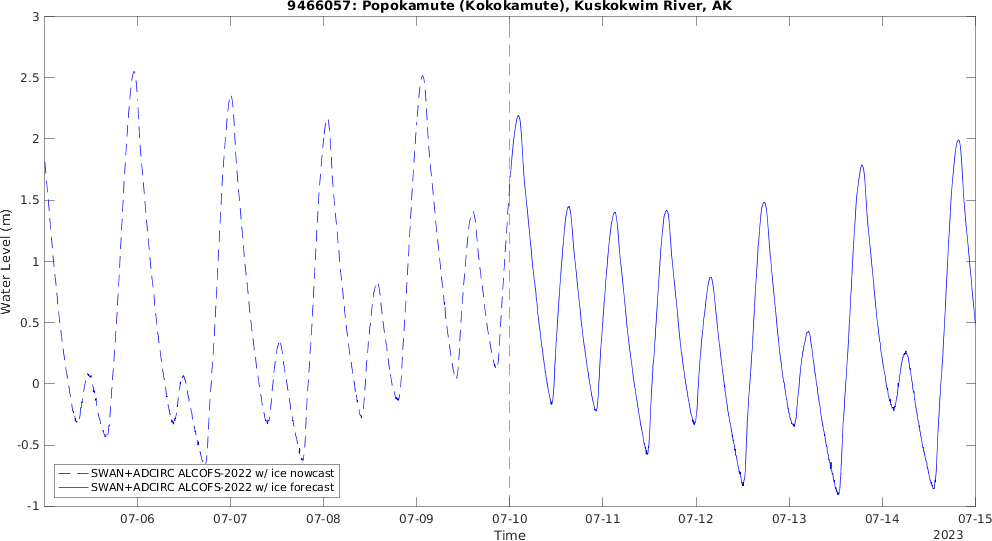 9466057: Popokamute (Kokokamute), Kuskokwim River, AK
3
2.5
2
1.5
1
0.5
0
-0.5
-1
Water Level (m)
SWAN+ADCIRC ALCOFS-2022 w/ ice nowcast
SWAN+ADCIRC ALCOFS-2022 w/ ice forecast
07-06 07-07 07-08 07-09 07-10 07-11 07-12 07-13 07-14 07-15
Time
2023